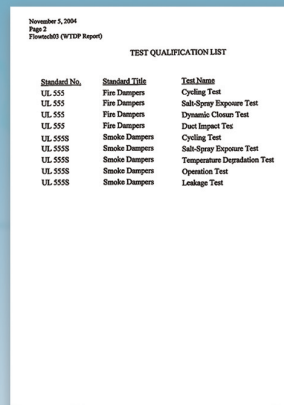 November 5, 2004
Page 2
Flowtech03 (WTDP Report)
TEST QUALIFICATION LIST
Standard No. Standard Title Test Name
UL 555 Fire Dampers Cycling Test
UL 555 Fire Dampers Salt-Spray Exposure Test
UL 555 Fire Dampers Dynamic Closure Test
UL 555 Fire Dampers Duct Impact Tes
UL 555S Smoke Dampers Cycling Test
UL 555S Smoke Dampers Salt-Spray Exposure Test
UL 555S Smoke Dampers Temperature Degradation Test
UL 555S Smoke Dampers Operation Test
UL 555S Smoke Dampers Leakage Test